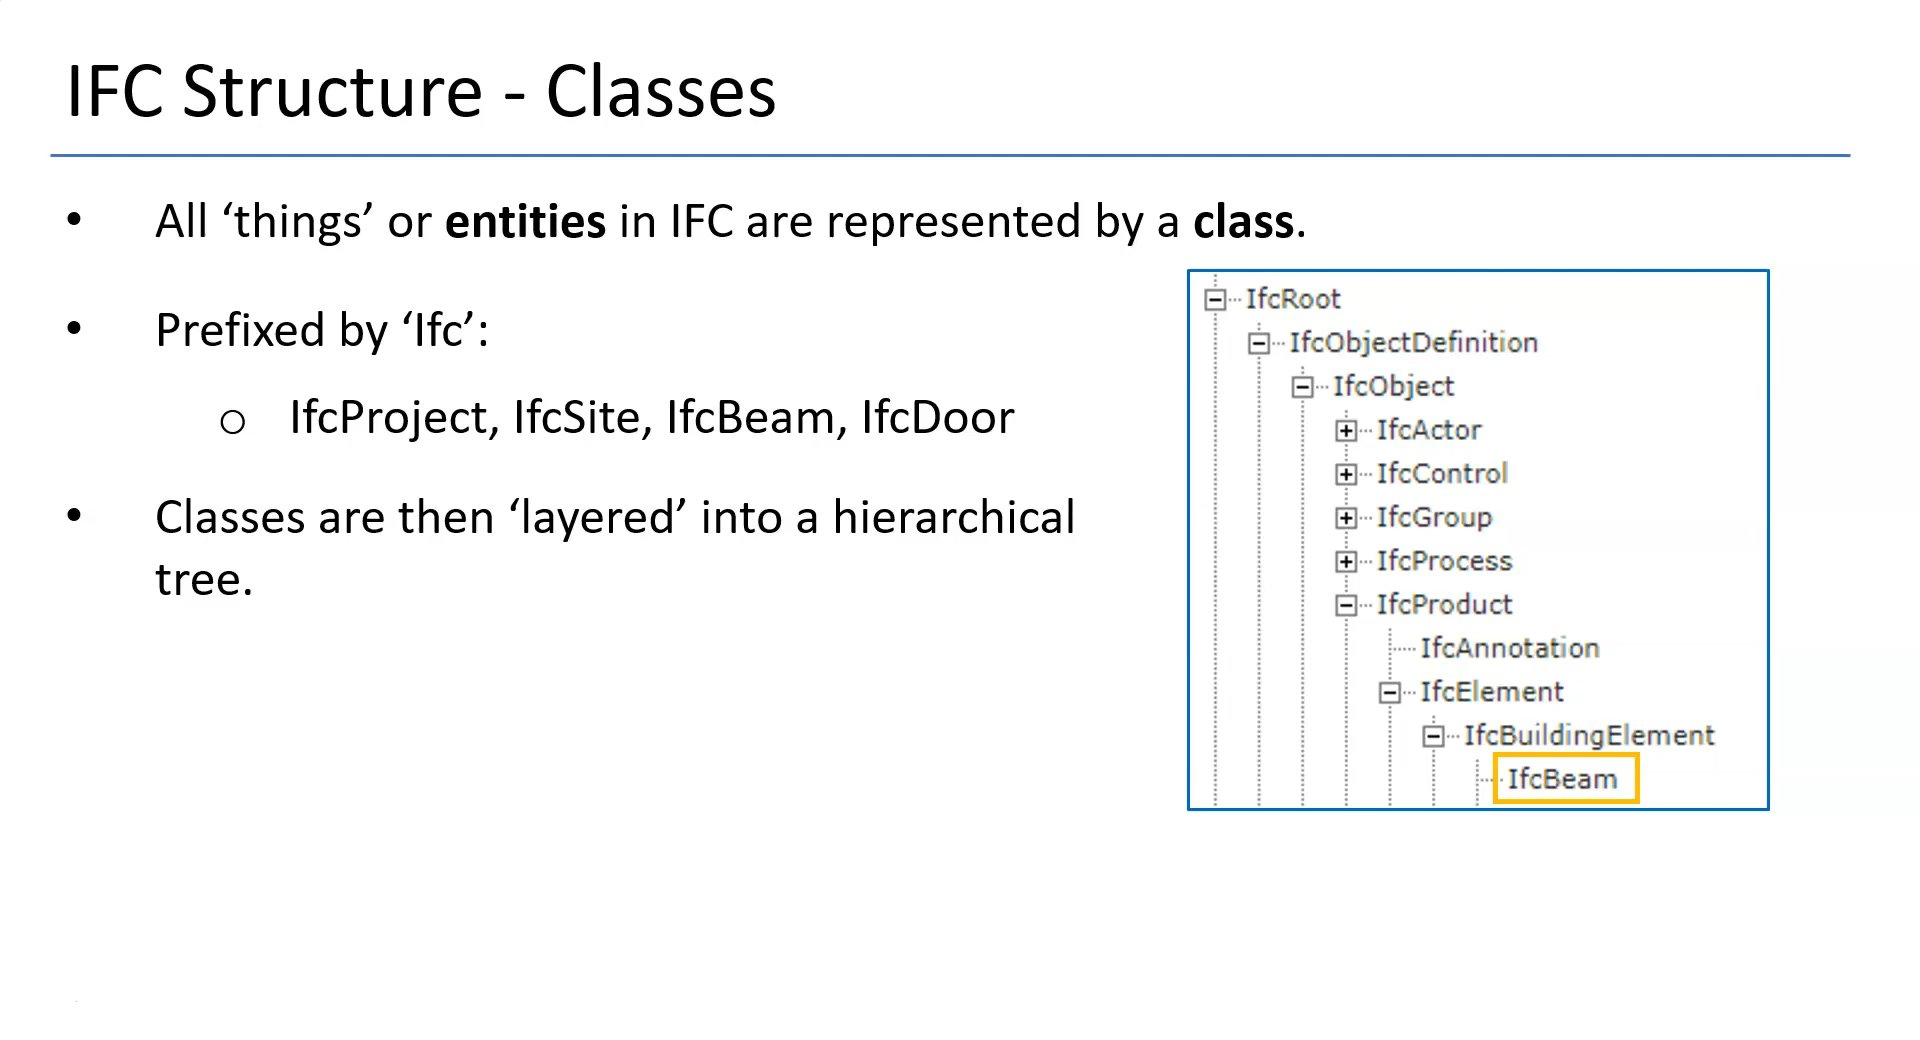 IFC Structure - Classes
• All ‘things’ or entities in IFC are represented by a class.
• Prefixed by ‘Ifc’:
o IfcProject, IfcSite, IfcBeam, IfcDoor
• Classes are then ‘layered’ into a hierarchical
tree.
IfcRoot
IfcObjectDefinition
IfcObject
IfcActor
IfcControl
IfcGroup
IfcProcess
IfcProduct
IfcAnnotation
IfcElement
IfcBuildingElement
IfcBeam